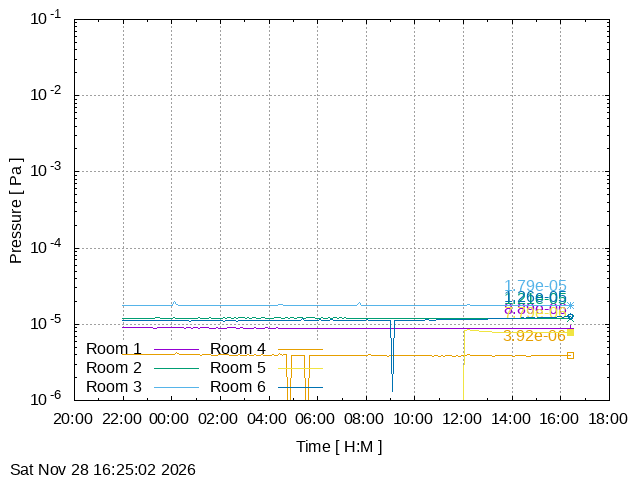 10^-1
10^-2
10^-3
10^-4
10^-5
10^-6
Pressure [ Pa ]
1.79e-05
1.21e-05
3.92e-06
Room 1 Room 4
Room 2 Room 5
Room 3 Room 6
20:00 22:00 00:00 02:00 04:00 06:00 08:00 10:00 12:00 14:00 16:00 18:00
Time [ H:M ]
Sat Nov 28 16:25:02 2026